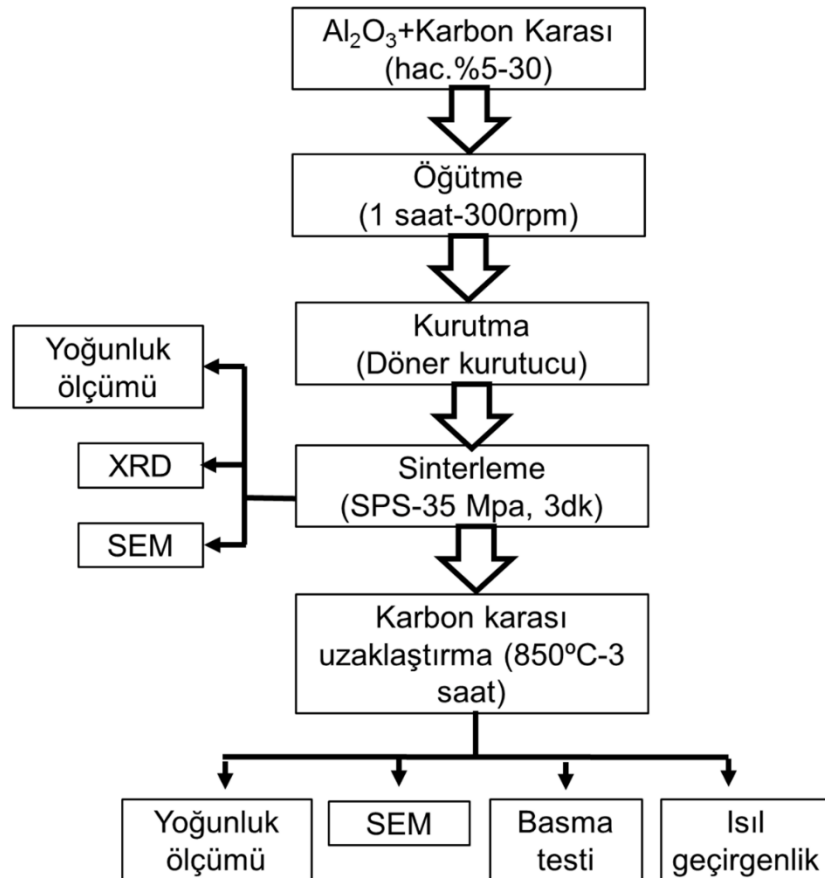 Al₂O₃+Karbon Karası
(hac.%5-30)
Öğütme
(1 saat-300rpm)
Kurutma
(Döner kurutucu)
Yoğunluk
ölçümü
XRD
SEM
Sinterleme
(SPS-35 Mpa, 3dk)
Karbon karası
uzaklaştırma (850ºC-3
saat)
Yoğunluk
ölçümü
SEM
Basma
testi
Isıl
geçirgenlik